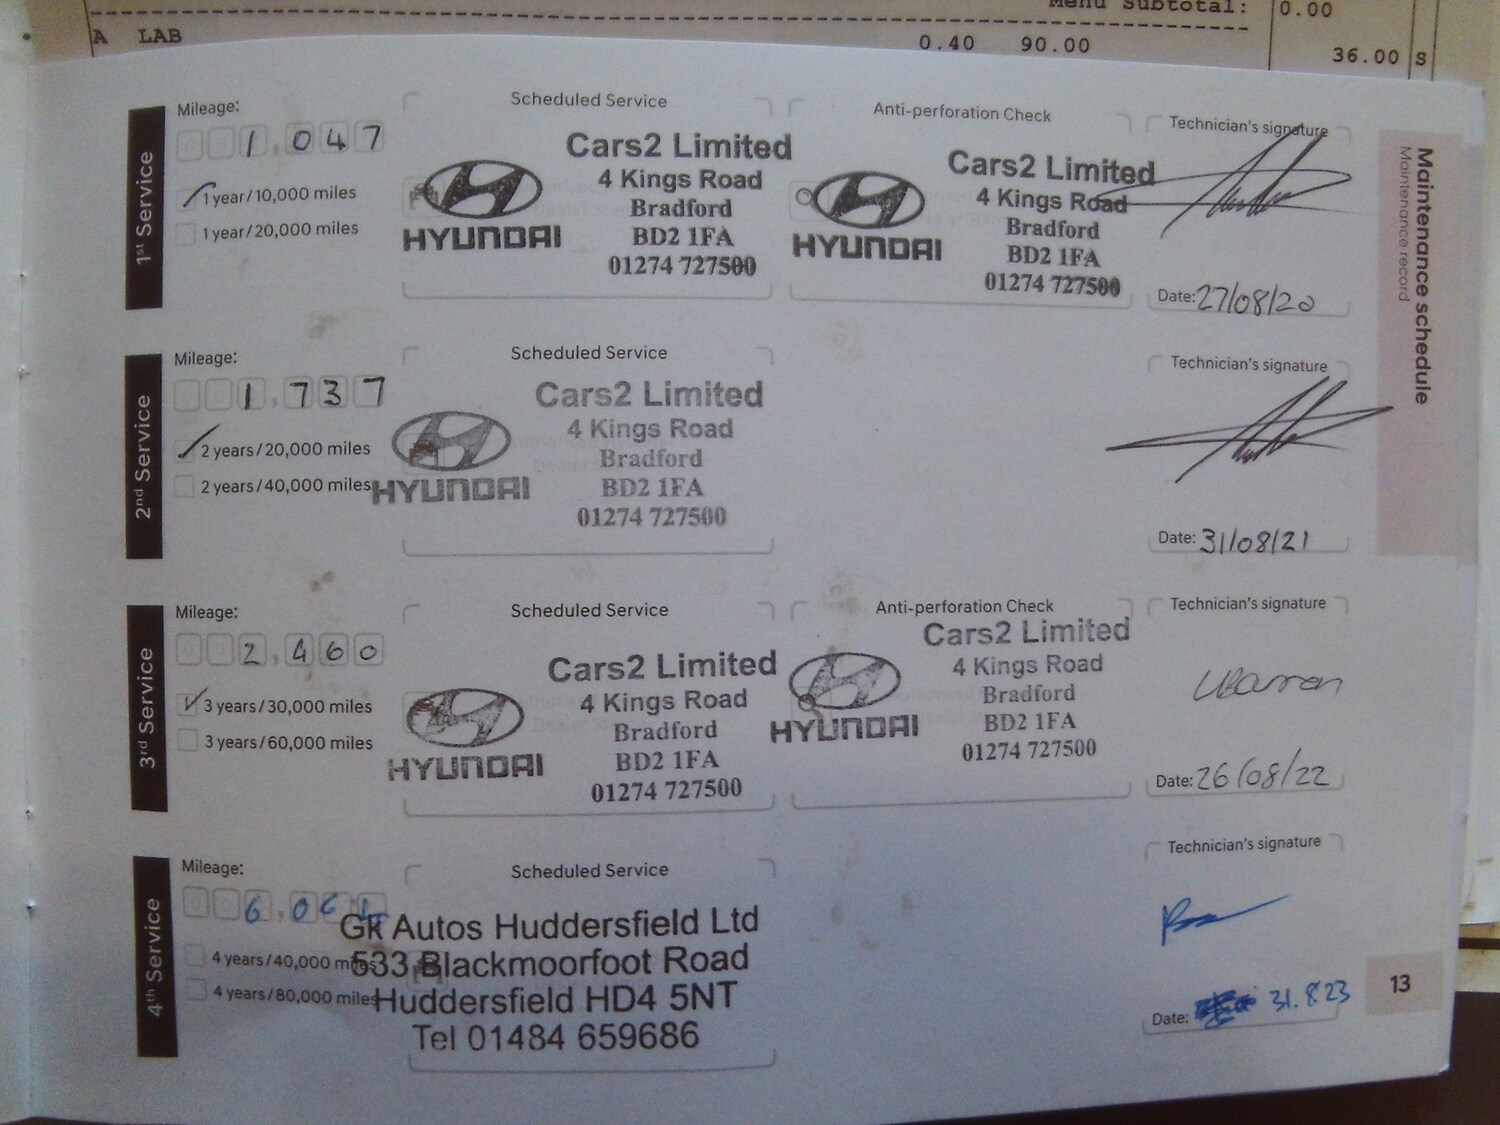 Menu Subtotal: 0.00
A LAB 0.40 90.00 36.00 S
Maintenance schedule
Maintenance record
1st Service
Mileage:
1,047
1 year/10,000 miles
1 year/20,000 miles
Scheduled Service
HYUNDAI
Cars2 Limited
4 Kings Road
Bradford
BD2 1FA
01274 727500
Anti-perforation Check
HYUNDAI
Cars2 Limited
4 Kings Road
Bradford
BD2 1FA
01274 727500
Technician's signature
Date: 27/08/20
2nd Service
Mileage:
1,737
2 years/20,000 miles
2 years/40,000 miles
Scheduled Service
HYUNDAI
Cars2 Limited
4 Kings Road
Bradford
BD2 1FA
01274 727500
Technician's signature
Date: 31/08/21
3rd Service
Mileage:
2,460
3 years/30,000 miles
3 years/60,000 miles
Scheduled Service
HYUNDAI
Cars2 Limited
4 Kings Road
Bradford
BD2 1FA
01274 727500
Anti-perforation Check
HYUNDAI
Cars2 Limited
4 Kings Road
Bradford
BD2 1FA
01274 727500
Technician's signature
Date: 26/08/22
4th Service
Mileage:
4 years/40,000 miles
4 years/80,000 miles
Scheduled Service
GK Autos Huddersfield Ltd
533 Blackmoorfoot Road
Huddersfield HD4 5NT
Tel 01484 659686
Technician's signature
Date: 31.8.23
13